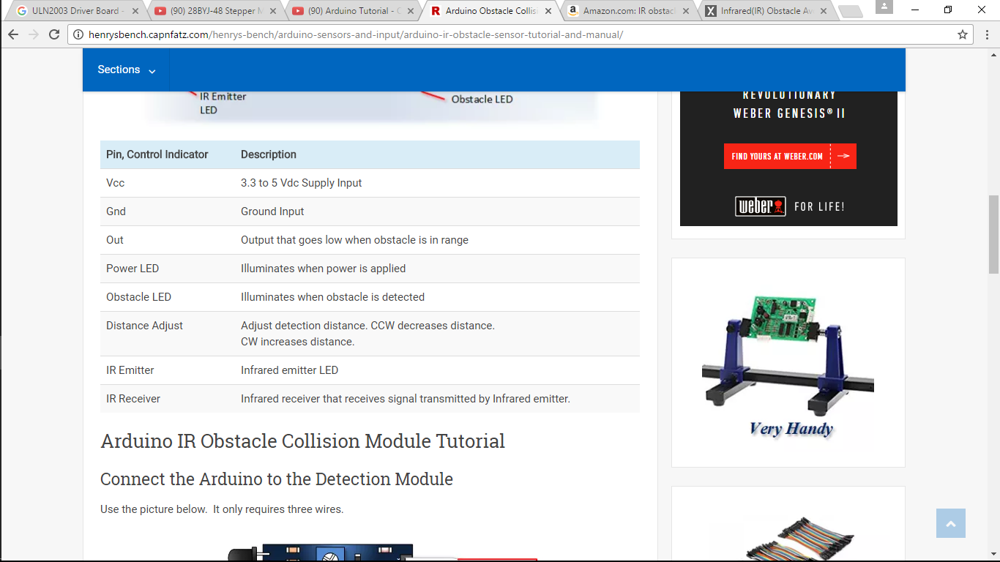 ULN2003 Driver Board -
(90) 28BYJ-48 Stepper M
(90) Arduino Tutorial - C
Arduino Obstacle Collisi
Amazon.com: IR obstac
Infrared(IR) Obstacle Av
henrysbench.capnfatz.com/henrys-bench/arduino-sensors-and-input/arduino-ir-obstacle-sensor-tutorial-and-manual/
Sections
IR Emitter
LED
Obstacle LED
Pin, Control Indicator Description
Vcc 3.3 to 5 Vdc Supply Input
Gnd Ground Input
Out Output that goes low when obstacle is in range
Power LED Illuminates when power is applied
Obstacle LED Illuminates when obstacle is detected
Distance Adjust Adjust detection distance. CCW decreases distance.
CW increases distance.
IR Emitter Infrared emitter LED
IR Receiver Infrared receiver that receives signal transmitted by Infrared emitter.
Arduino IR Obstacle Collision Module Tutorial
Connect the Arduino to the Detection Module
Use the picture below. It only requires three wires.
REVOLUTIONARY
WEBER GENESIS® II
FIND YOURS AT WEBER.COM
weber FOR LIFE!
Very Handy